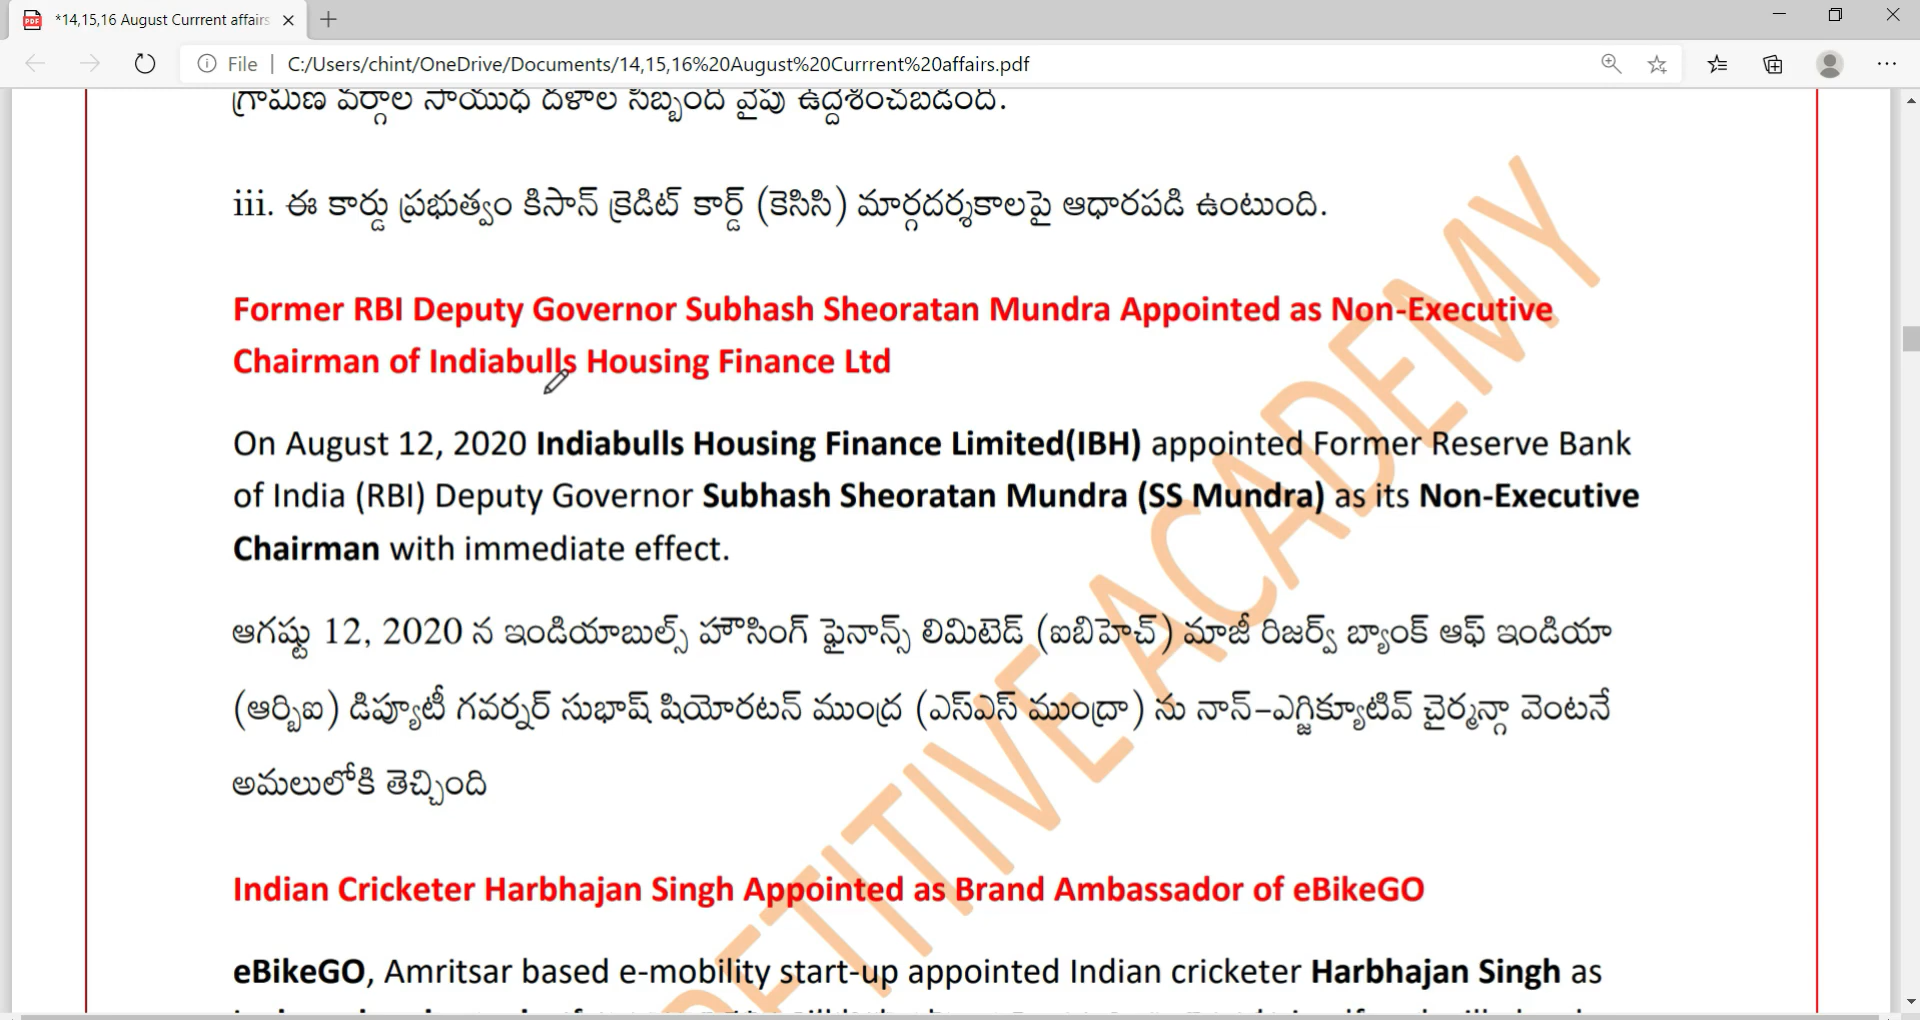 *14,15,16 August Currrent affairs
File
C:/Users/chint/OneDrive/Documents/14,15,16%20August%20Currrent%20affairs.pdf
గ్రామీణ వర్గాల సాయుధ దళాల సిబ్బంది వైపు ఉద్దేశించబడింది.
iii. ఈ కార్డు ప్రభుత్వం కిసాన్ క్రెడిట్ కార్డ్ (కెసిసి) మార్గదర్శకాలపై ఆధారపడి ఉంటుంది.
Former RBI Deputy Governor Subhash Sheoratan Mundra Appointed as Non-Executive
Chairman of Indiabulls Housing Finance Ltd
On August 12, 2020 Indiabulls Housing Finance Limited(IBH) appointed Former Reserve Bank
of India (RBI) Deputy Governor Subhash Sheoratan Mundra (SS Mundra) as its Non-Executive
Chairman with immediate effect.
ఆగష్టు 12, 2020 న ఇండియాబుల్స్ హౌసింగ్ ఫైనాన్స్ లిమిటెడ్ (ఐబిహెచ్) మాజీ రిజర్వ్ బ్యాంక్ ఆఫ్ ఇండియా
(ఆర్బిఐ) డిప్యూటీ గవర్నర్ సుభాష్ షియోరటన్ ముంద్ర (ఎస్ఎస్ ముంద్రా) ను నాన్-ఎగ్జిక్యూటివ్ చైర్మన్గా వెంటనే
అమలులోకి తెచ్చింది
Indian Cricketer Harbhajan Singh Appointed as Brand Ambassador of eBikeGO
eBikeGO, Amritsar based e-mobility start-up appointed Indian cricketer Harbhajan Singh as
ACADEMY